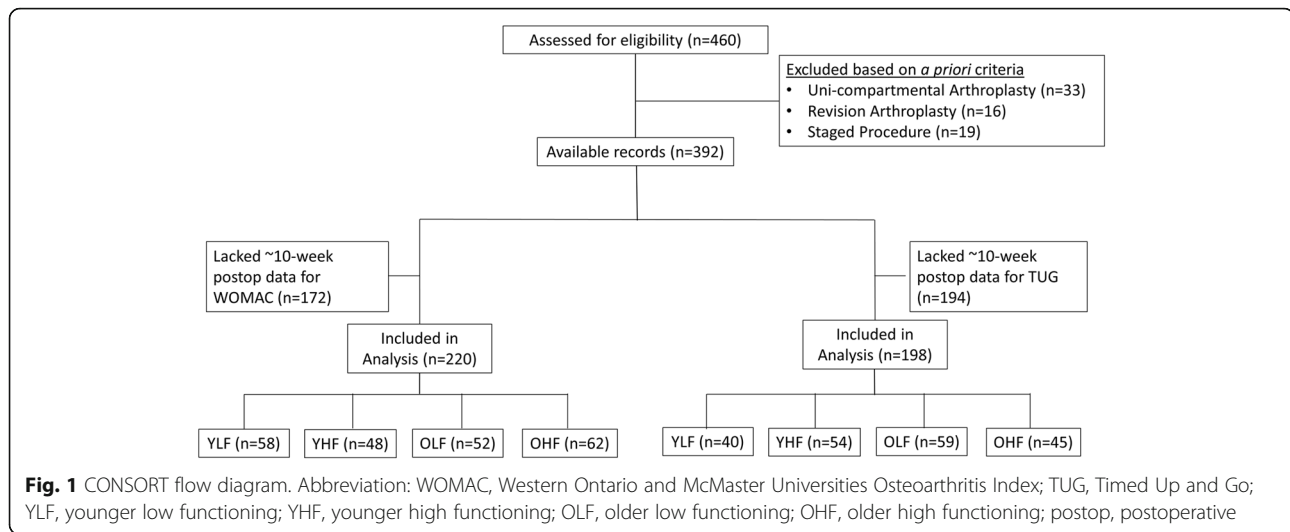 Assessed for eligibility (n=460)
Excluded based on a priori criteria
• Uni-compartmental Arthroplasty (n=33)
• Revision Arthroplasty (n=16)
• Staged Procedure (n=19)
Available records (n=392)
Lacked ~10-week
postop data for
WOMAC (n=172)
Lacked ~10-week
postop data for TUG
(n=194)
Included in
Analysis (n=220)
Included in
Analysis (n=198)
YLF (n=58)
YHF (n=48)
OLF (n=52)
OHF (n=62)
YLF (n=40)
YHF (n=54)
OLF (n=59)
OHF (n=45)
Fig. 1 CONSORT flow diagram. Abbreviation: WOMAC, Western Ontario and McMaster Universities Osteoarthritis Index; TUG, Timed Up and Go;
YLF, younger low functioning; YHF, younger high functioning; OLF, older low functioning; OHF, older high functioning; postop, postoperative